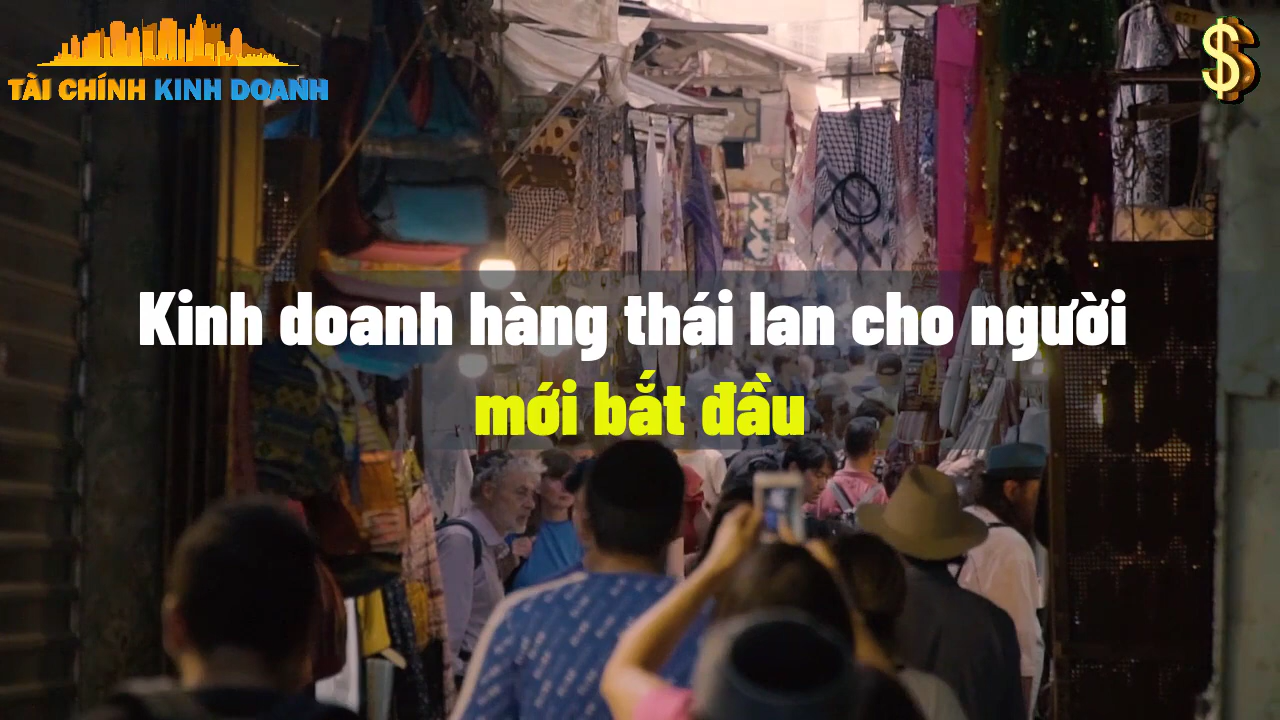 TÀI CHÍNH KINH DOANH
$
Kinh doanh hàng thái lan cho người
mới bắt đầu